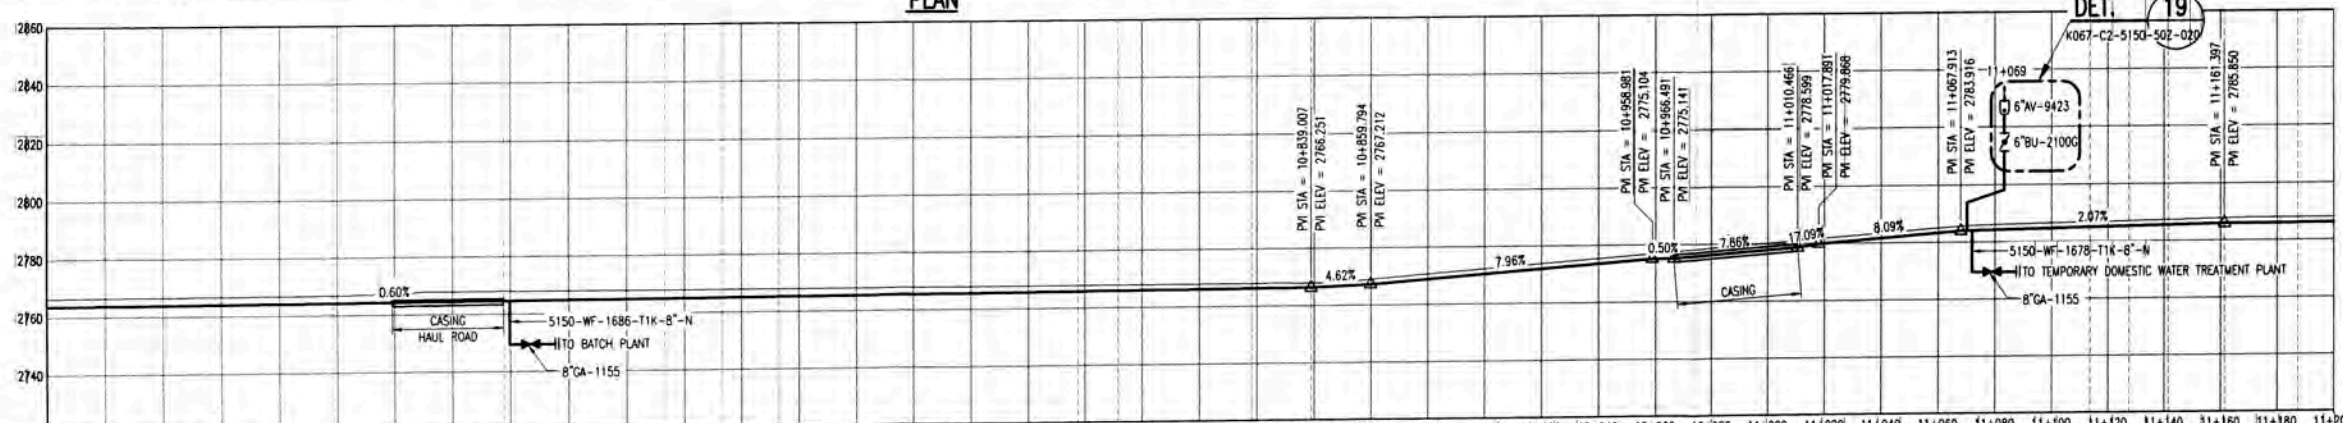 PLAN
DET. 19
K067-C2-5150-50Z-020
2860
2840
2820
2800
2780
2760
2740
PVI STA = 10+839.007
PVI ELEV = 2766.251
PVI STA = 10+859.794
PVI ELEV = 2767.212
PVI STA = 10+958.981
PVI ELEV = 2775.104
PVI STA = 10+966.491
PVI ELEV = 2775.141
PVI STA = 11+010.466
PVI ELEV = 2778.599
PVI STA = 11+017.891
PVI ELEV = 2779.868
PVI STA = 11+067.913
PVI ELEV = 2783.916
11+069
6"AV-9423
6"BU-2100G
PVI STA = 11+161.397
PVI ELEV = 2785.850
0.60%
4.62%
7.96%
0.50%
7.86%
17.09%
8.09%
2.07%
CASING
HAUL ROAD
5150-WF-1686-T1K-8"-N
TO BATCH PLANT
8"GA-1155
CASING
5150-WF-1678-T1K-8"-N
TO TEMPORARY DOMESTIC WATER TREATMENT PLANT
8"GA-1155
11+040 11+060 11+080 11+100 11+120 11+140 11+160 11+180